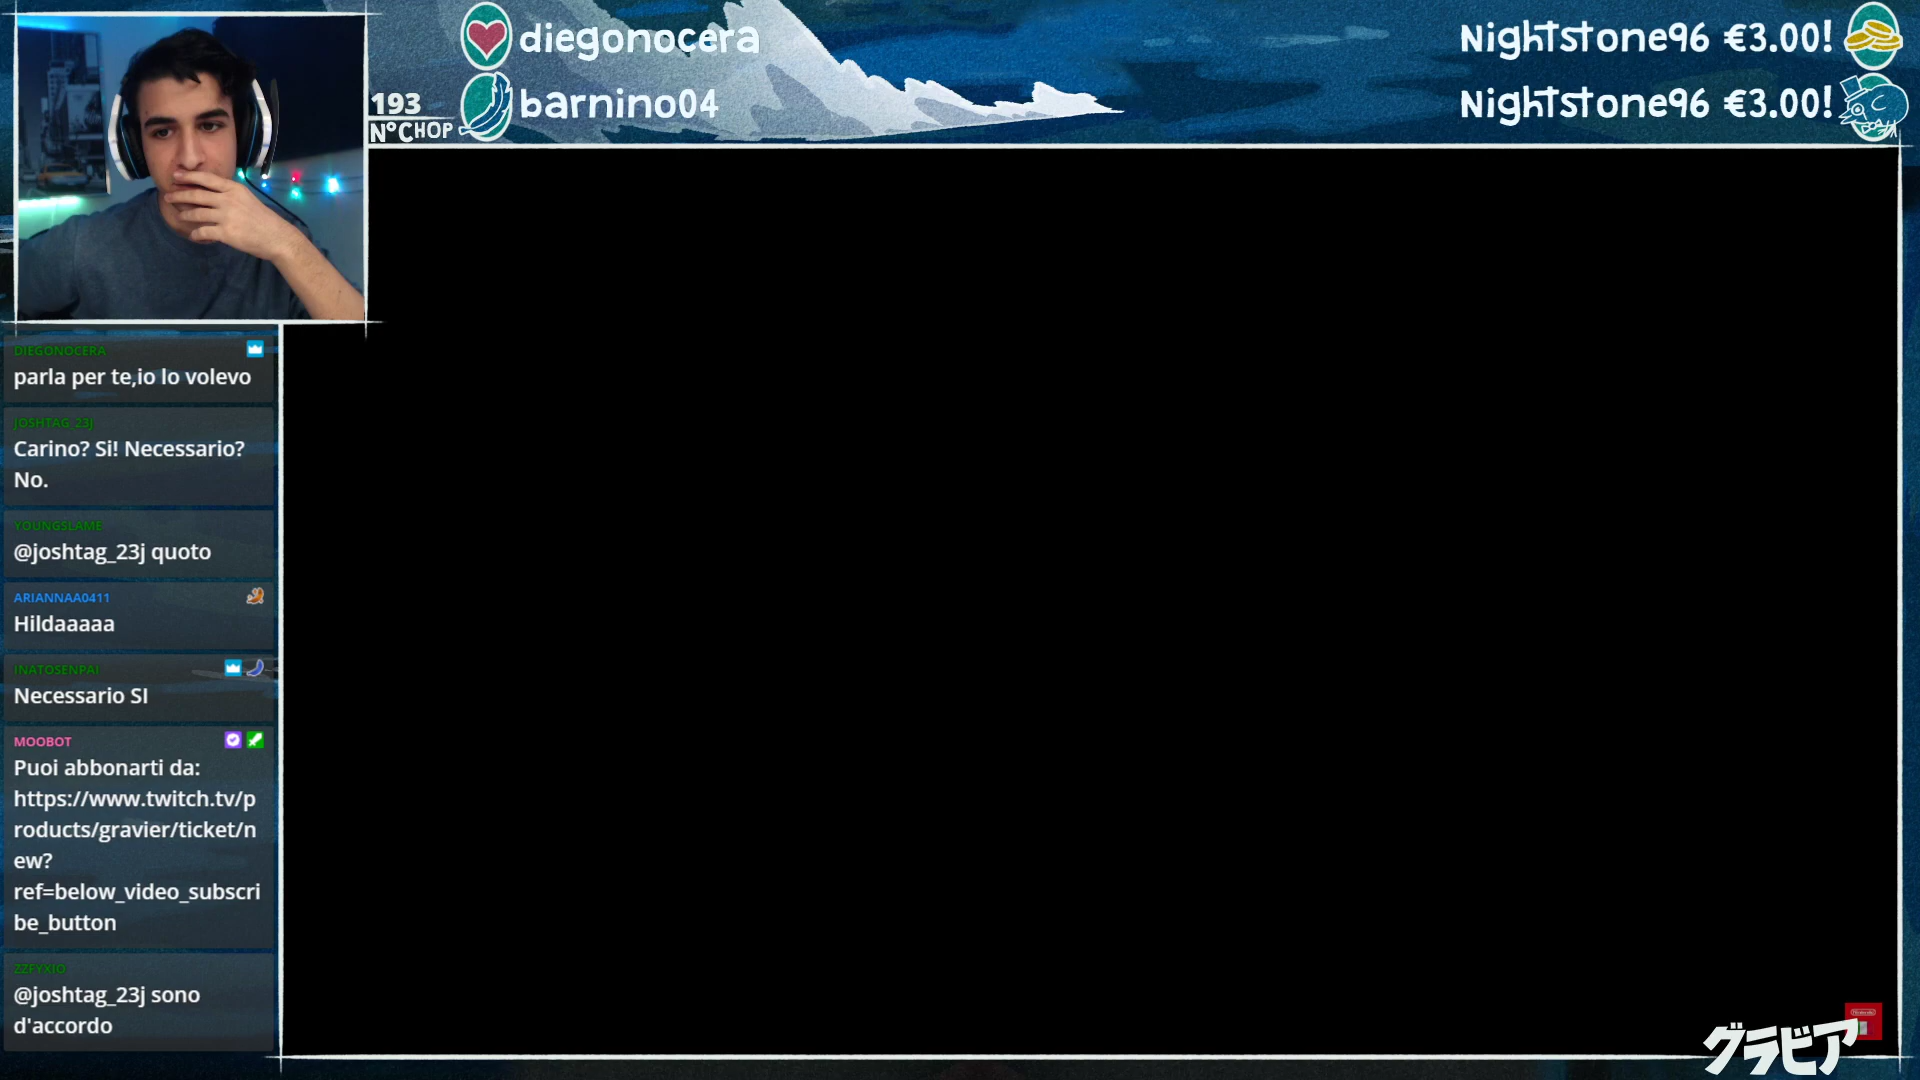 diegonocera
193
N°CHOP
barnino04
Nightstone96 €3.00!
Nightstone96 €3.00!
DIEGONOCERA
parla per te,io lo volevo
JOSHTAG_23J
Carino? Si! Necessario?
No.
YOUNGSLAME
@joshtag_23j quoto
ARIANNAA0411
Hildaaaaa
INATOSENPAI
Necessario SI
MOOBOT
Puoi abbonarti da:
https://www.twitch.tv/p
roducts/gravier/ticket/n
ew?
ref=below_video_subscri
be_button
ZZFYXIO
@joshtag_23j sono
d'accordo
Nintendo
グラビア